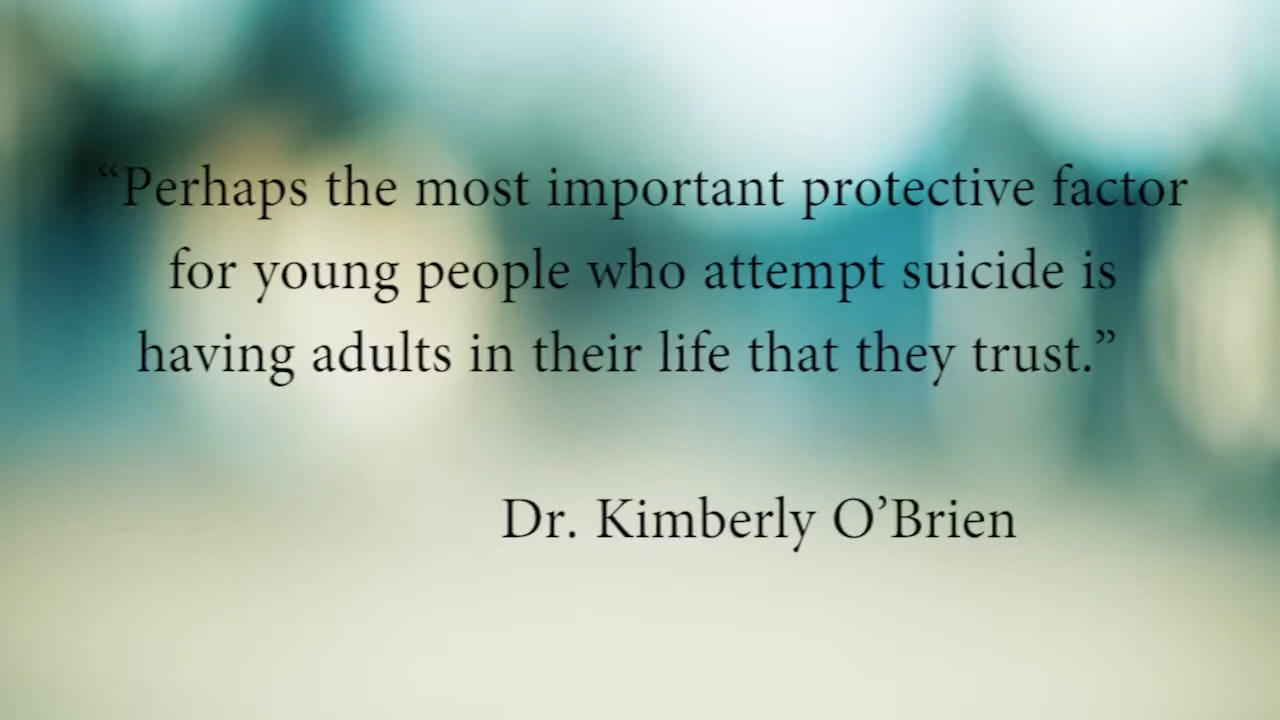 “Perhaps the most important protective factor
for young people who attempt suicide is
having adults in their life that they trust.”
Dr. Kimberly O’Brien